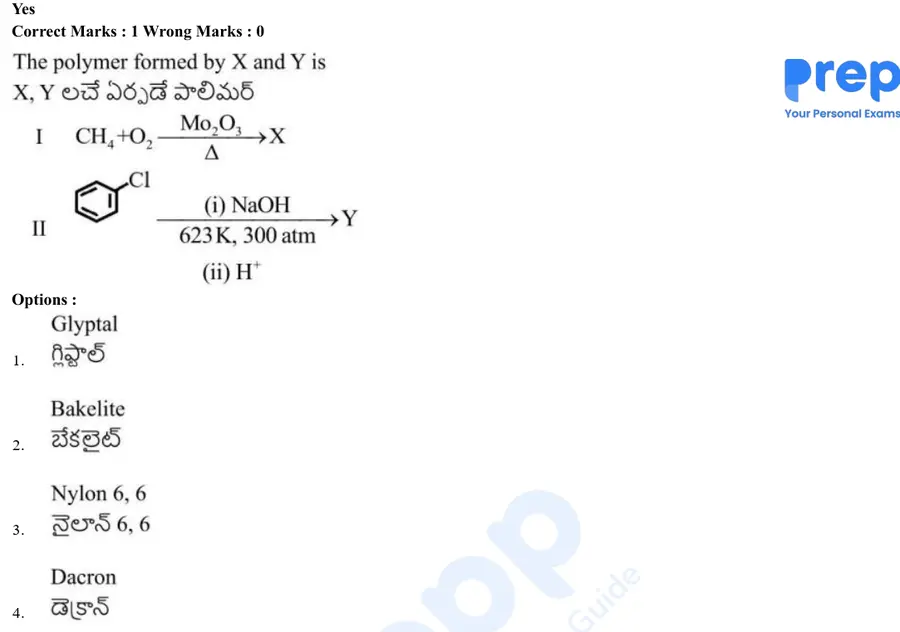 Yes
Correct Marks : 1 Wrong Marks : 0
The polymer formed by X and Y is
X, Y లచే ఏర్పడే పాలిమర్
Prep
Your Personal Exams
I CH₄+O₂ Mo₂O₃ Δ → X
Cl
II (i) NaOH 623 K, 300 atm → Y
(ii) H⁺
Options :
Glyptal
1. గ్లిప్టాల్
Bakelite
2. బేకలైట్
Nylon 6, 6
3. నైలాన్ 6, 6
Dacron
4. డెక్రాన్
Guide